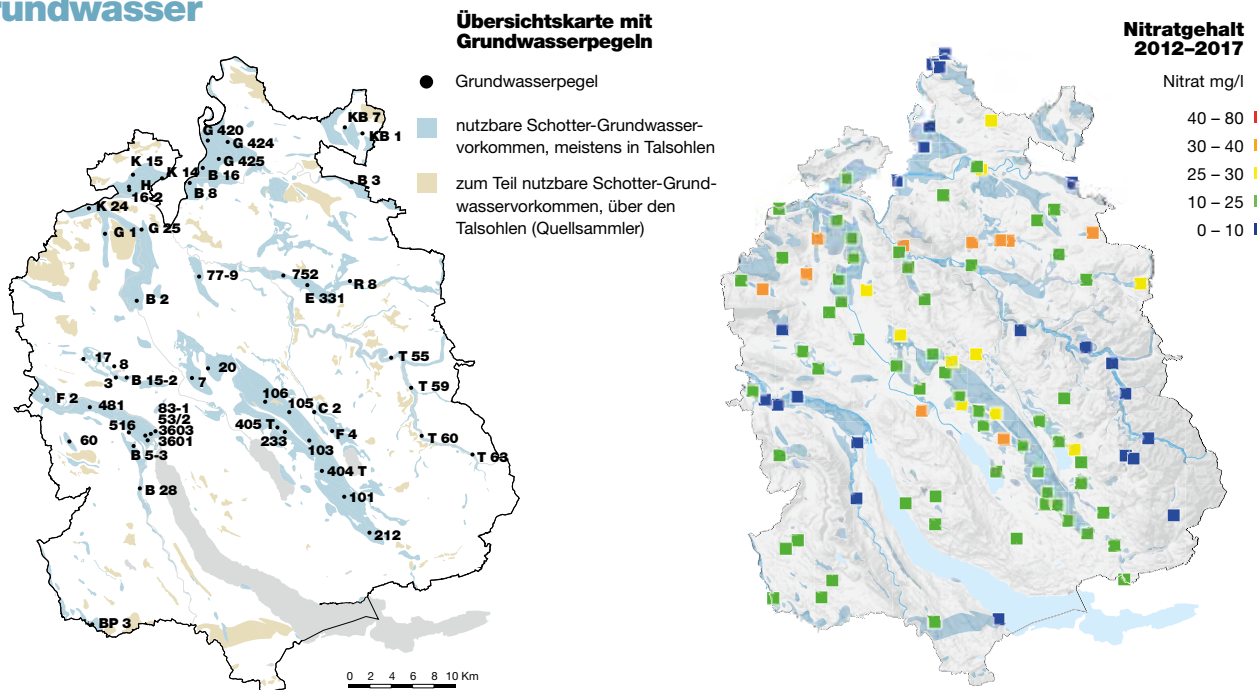 rundwasser
Übersichtskarte mit
Grundwasserpegeln
Grundwasserpegel
nutzbare Schotter-Grundwasser-
vorkommen, meistens in Talsohlen
zum Teil nutzbare Schotter-Grund-
wasservorkommen, über den
Talsohlen (Quellsammler)
G 420
G 424
G 425
KB 7
KB 1
K 15
K 14
H
16-2
B 16
B 8
B 3
K 24
G 1
G 25
77-9
752
R 8
E 331
B 2
17
8
3
B 15-2
7
20
T 55
T 59
F 2
481
106
105
C 2
83-1
53/2
516
3603
3601
405 T
233
F 4
60
B 5-3
103
T 60
T 63
404 T
B 28
101
212
BP 3
0 2 4 6 8 10 Km
Nitratgehalt
2012–2017
Nitrat mg/l
40 – 80
30 – 40
25 – 30
10 – 25
0 – 10